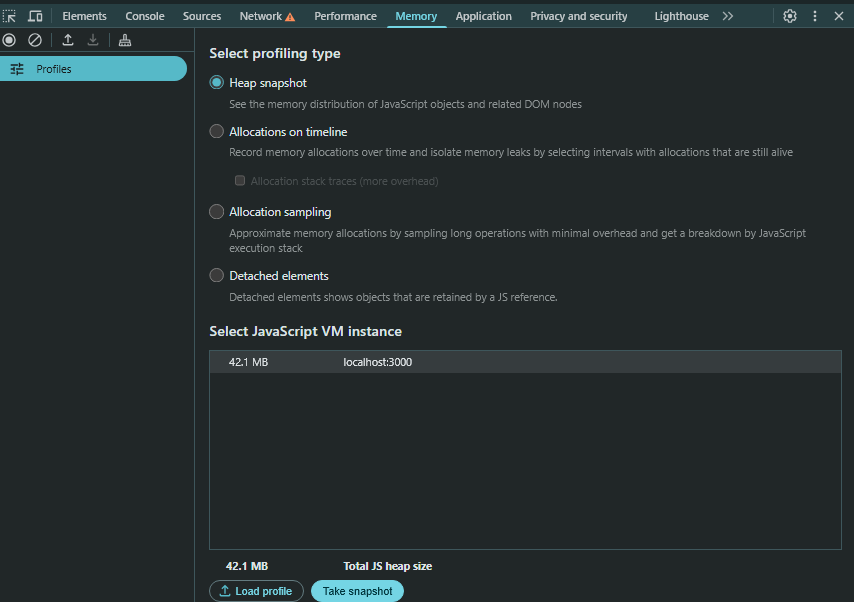 Elements Console Sources Network Performance Memory Application Privacy and security Lighthouse
Profiles
Select profiling type
Heap snapshot
See the memory distribution of JavaScript objects and related DOM nodes
Allocations on timeline
Record memory allocations over time and isolate memory leaks by selecting intervals with allocations that are still alive
Allocation stack traces (more overhead)
Allocation sampling
Approximate memory allocations by sampling long operations with minimal overhead and get a breakdown by JavaScript
execution stack
Detached elements
Detached elements shows objects that are retained by a JS reference.
Select JavaScript VM instance
42.1 MB localhost:3000
42.1 MB Total JS heap size
Load profile Take snapshot